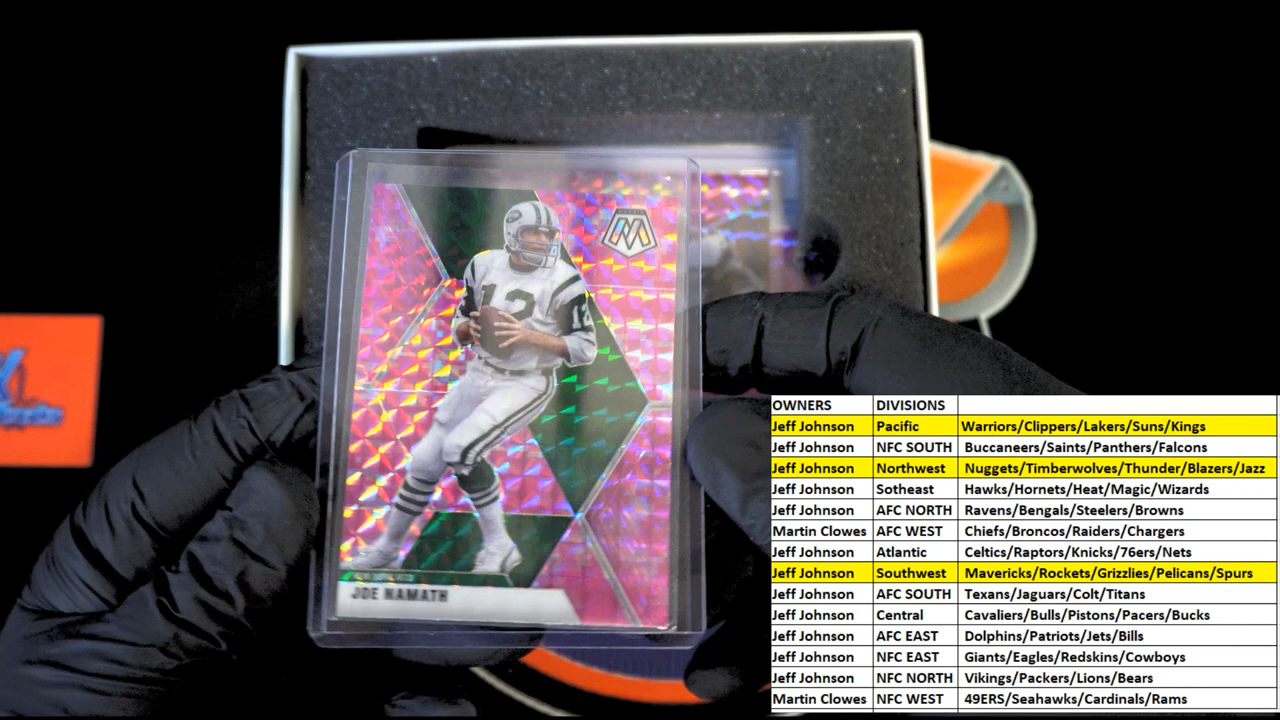 12
12
JOE NAMATH
OWNERS DIVISIONS
Jeff Johnson Pacific Warriors/Clippers/Lakers/Suns/Kings
Jeff Johnson NFC SOUTH Buccaneers/Saints/Panthers/Falcons
Jeff Johnson Northwest Nuggets/Timberwolves/Thunder/Blazers/Jazz
Jeff Johnson Sotheast Hawks/Hornets/Heat/Magic/Wizards
Jeff Johnson AFC NORTH Ravens/Bengals/Steelers/Browns
Martin Clowes AFC WEST Chiefs/Broncos/Raiders/Chargers
Jeff Johnson Atlantic Celtics/Raptors/Knicks/76ers/Nets
Jeff Johnson Southwest Mavericks/Rockets/Grizzlies/Pelicans/Spurs
Jeff Johnson AFC SOUTH Texans/Jaguars/Colt/Titans
Jeff Johnson Central Cavaliers/Bulls/Pistons/Pacers/Bucks
Jeff Johnson AFC EAST Dolphins/Patriots/Jets/Bills
Jeff Johnson NFC EAST Giants/Eagles/Redskins/Cowboys
Jeff Johnson NFC NORTH Vikings/Packers/Lions/Bears
Martin Clowes NFC WEST 49ERS/Seahawks/Cardinals/Rams